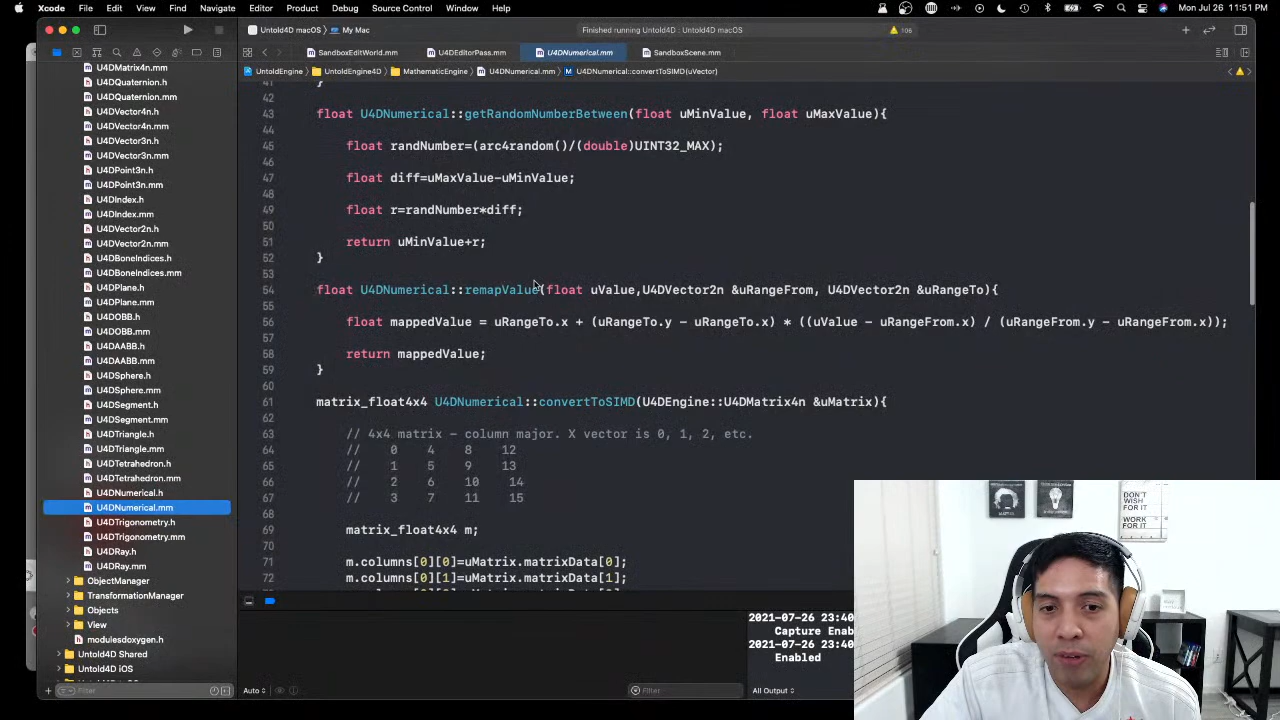 Xcode File Edit View Find Navigate Editor Product Debug Source Control Window Help
Mon Jul 26 11:51 PM
Untold4D macOS My Mac
Finished running Untold4D : Untold4D macOS
106
SandboxEditWorld.mm
U4DEditorPass.mm
U4DNumerical.mm
SandboxScene.mm
UntoldEngine
UntoldEngine4D
MathematicEngine
U4DNumerical.mm
U4DNumerical::convertToSIMD(uVector)
U4DMatrix4n.mm
U4DQuaternion.h
U4DQuaternion.mm
U4DVector4n.h
U4DVector4n.mm
U4DVector3n.h
U4DVector3n.mm
U4DPoint3n.h
U4DPoint3n.mm
U4DIndex.h
U4DIndex.mm
U4DVector2n.h
U4DVector2n.mm
U4DBoneIndices.h
U4DBoneIndices.mm
U4DPlane.h
U4DPlane.mm
U4DOBB.h
U4DOBB.mm
U4DAABB.h
U4DAABB.mm
U4DSphere.h
U4DSphere.mm
U4DSegment.h
U4DSegment.mm
U4DTriangle.h
U4DTriangle.mm
U4DTetrahedron.h
U4DTetrahedron.mm
U4DNumerical.h
U4DNumerical.mm
U4DTrigonometry.h
U4DTrigonometry.mm
U4DRay.h
U4DRay.mm
ObjectManager
TransformationManager
Objects
View
modulesdoxygen.h
Untold4D Shared
Untold4D iOS
Filter
41 }
42
43 float U4DNumerical::getRandomNumberBetween(float uMinValue, float uMaxValue){
44
45 float randNumber=(arc4random()/(double)UINT32_MAX);
46
47 float diff=uMaxValue-uMinValue;
48
49 float r=randNumber*diff;
50
51 return uMinValue+r;
52 }
53
54 float U4DNumerical::remapValue(float uValue,U4DVector2n &uRangeFrom, U4DVector2n &uRangeTo){
55
56 float mappedValue = uRangeTo.x + (uRangeTo.y - uRangeTo.x) * ((uValue - uRangeFrom.x) / (uRangeFrom.y - uRangeFrom.x));
57
58 return mappedValue;
59 }
60
61 matrix_float4x4 U4DNumerical::convertToSIMD(U4DEngine::U4DMatrix4n &uMatrix){
62
63 // 4x4 matrix - column major. X vector is 0, 1, 2, etc.
64 // 0 4 8 12
65 // 1 5 9 13
66 // 2 6 10 14
67 // 3 7 11 15
68
69 matrix_float4x4 m;
70
71 m.columns[0][0]=uMatrix.matrixData[0];
72 m.columns[0][1]=uMatrix.matrixData[1];
Auto
Filter
All Output
2021-07-26 23:40
Capture Enab
2021-07-26 23:40
Enabled
DON'T
WISH
FOR IT
WORK
FOR IT